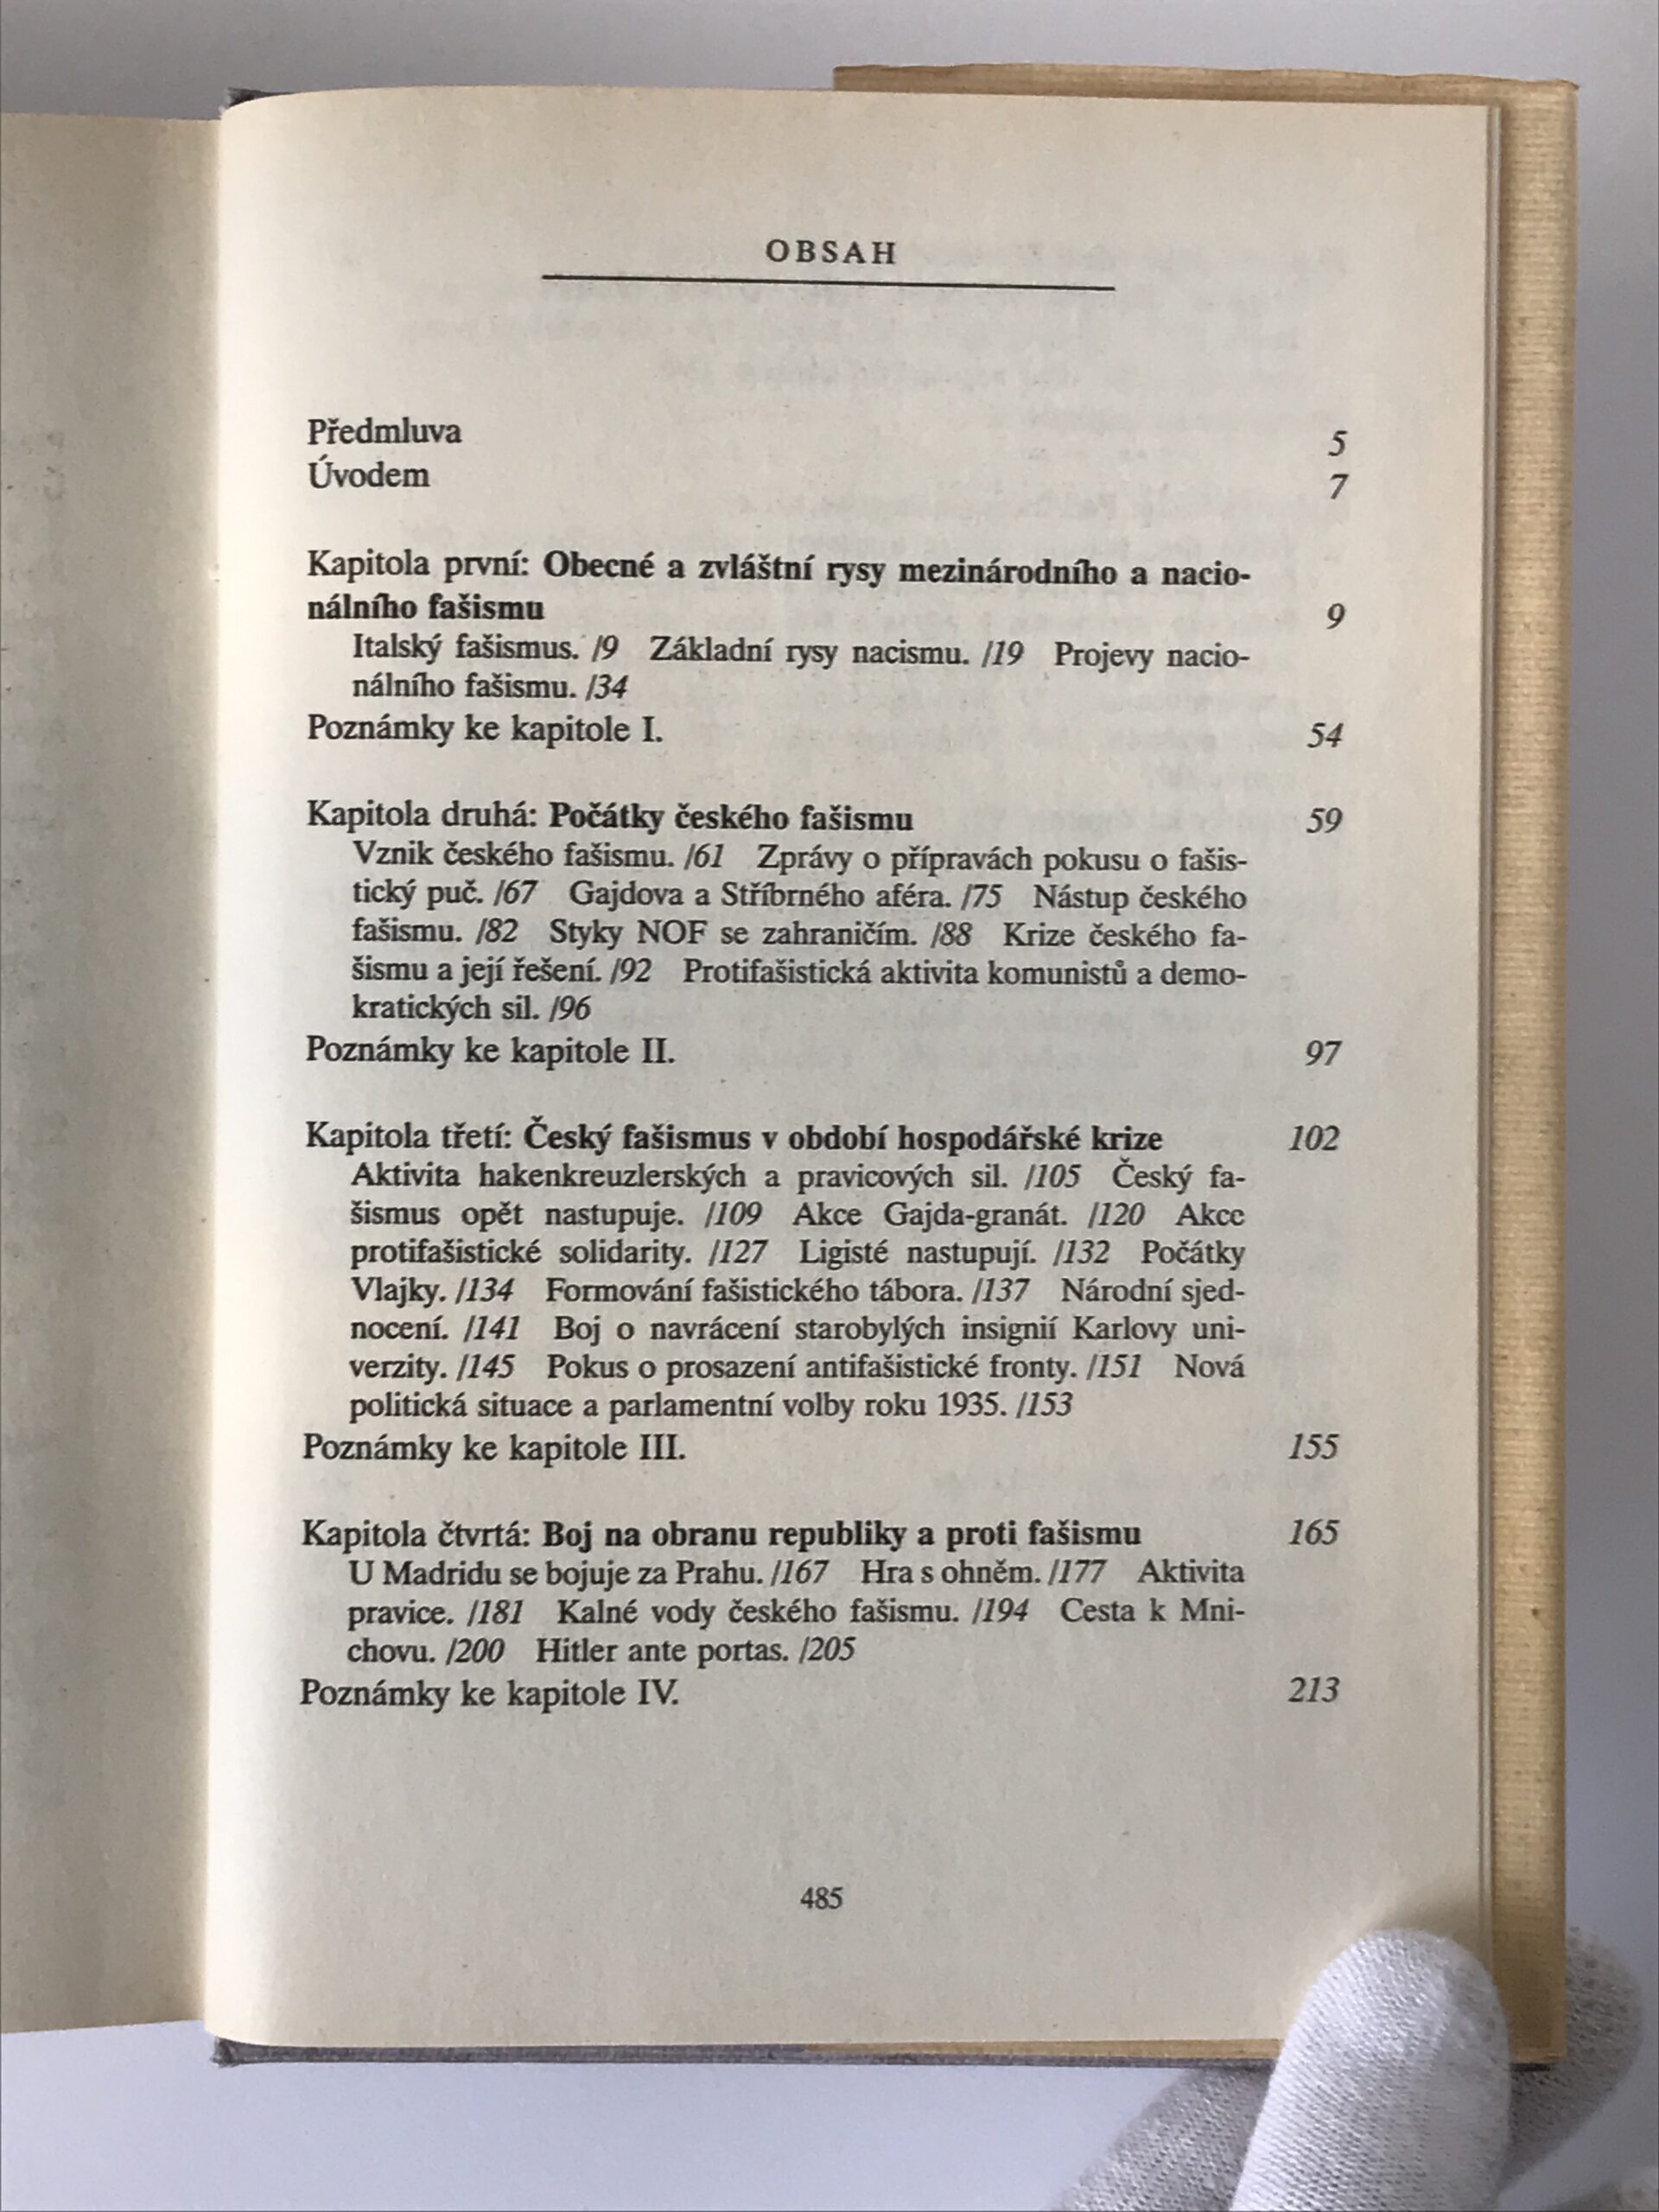 OBSAH
Předmluva 5
Úvodem 7
Kapitola první: Obecné a zvláštní rysy mezinárodního a nacio-
nálního fašismu 9
Italský fašismus. /9 Základní rysy nacismu. /19 Projevy nacio-
nálního fašismu. /34
Poznámky ke kapitole I. 54
Kapitola druhá: Počátky českého fašismu 59
Vznik českého fašismu. /61 Zprávy o přípravách pokusu o fašis-
tický puč. /67 Gajdova a Stříbrného aféra. /75 Nástup českého
fašismu. /82 Styky NOF se zahraničím. /88 Krize českého fa-
šismu a její řešení. /92 Protifašistická aktivita komunistů a demo-
kratických sil. /96
Poznámky ke kapitole II. 97
Kapitola třetí: Český fašismus v období hospodářské krize 102
Aktivita hakenkreuzlerských a pravicových sil. /105 Český fa-
šismus opět nastupuje. /109 Akce Gajda-granát. /120 Akce
protifašistické solidarity. /127 Ligisté nastupují. /132 Počátky
Vlajky. /134 Formování fašistického tábora. /137 Národní sjed-
nocení. /141 Boj o navrácení starobylých insignií Karlovy uni-
verzity. /145 Pokus o prosazení antifašistické fronty. /151 Nová
politická situace a parlamentní volby roku 1935. /153
Poznámky ke kapitole III. 155
Kapitola čtvrtá: Boj na obranu republiky a proti fašismu 165
U Madridu se bojuje za Prahu. /167 Hra s ohněm. /177 Aktivita
pravice. /181 Kalné vody českého fašismu. /194 Cesta k Mni-
chovu. /200 Hitler ante portas. /205
Poznámky ke kapitole IV. 213
485